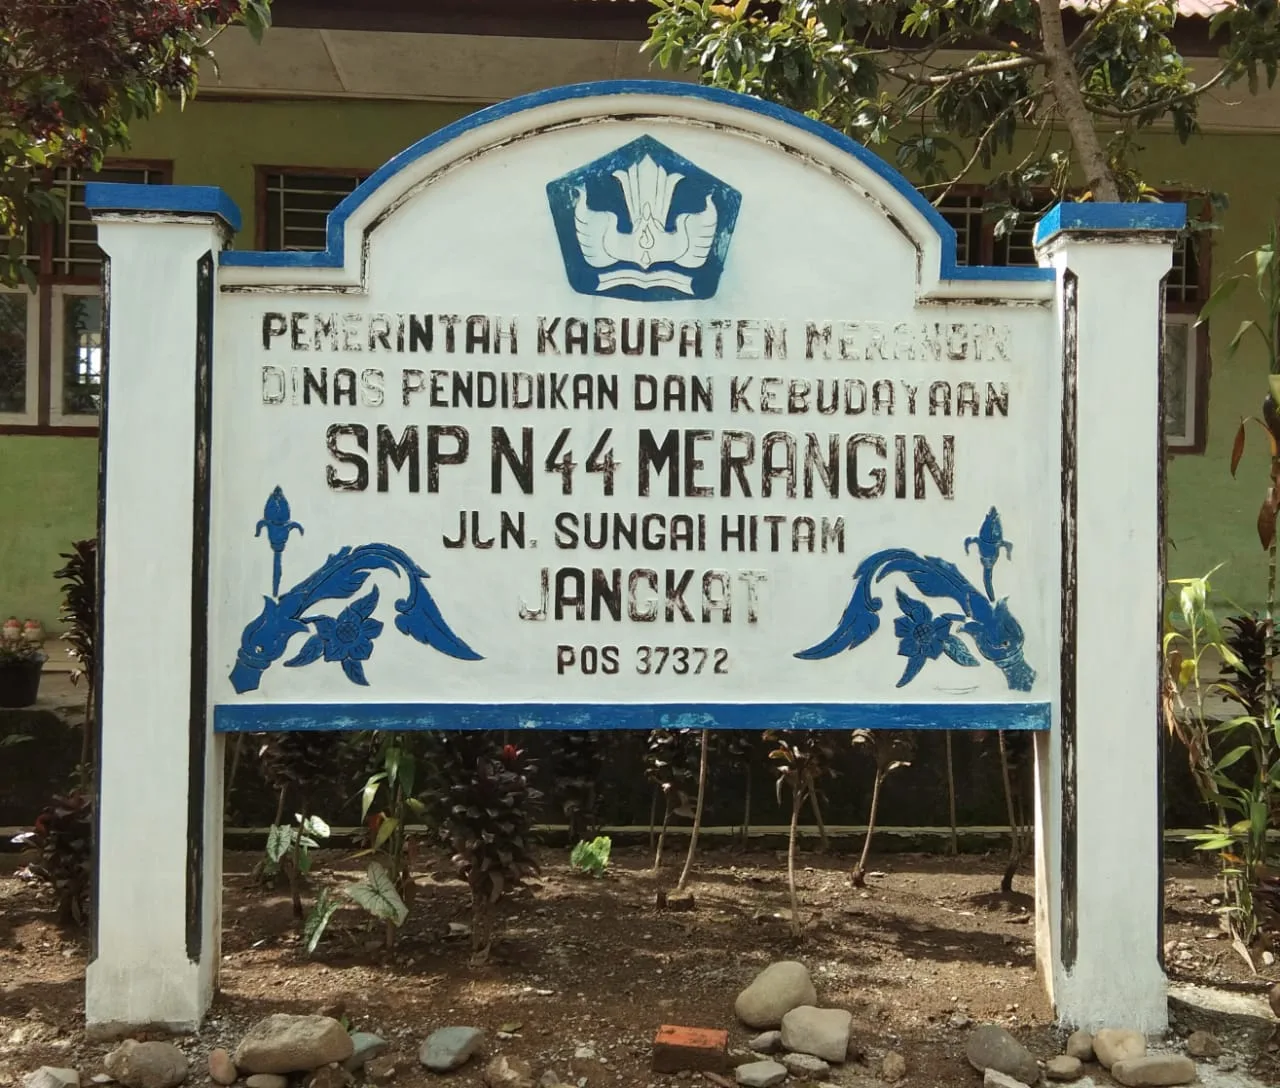 PEMERINTAH KABUPATEN MERANGIN
DINAS PENDIDIKAN DAN KEBUDAYAAN
SMP N 44 MERANGIN
JLN. SUNGAI HITAM
JANGKAT
POS 37372